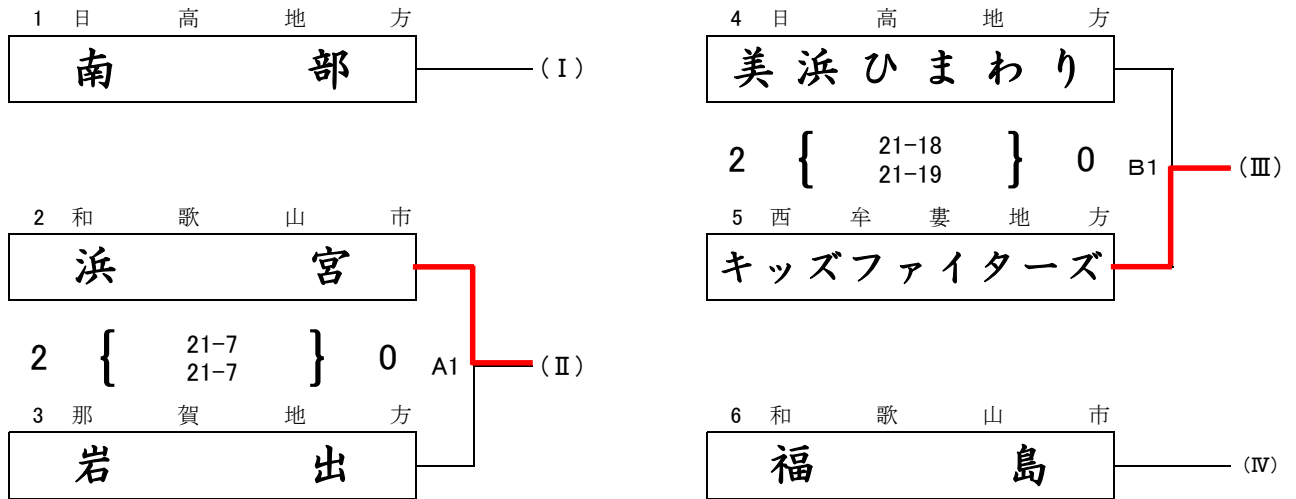 1 日高地方
南部
(Ⅰ)
2 和歌山市
浜宮
2 { 21-7 } 0 A1 (Ⅱ)
21-7
3 那賀地方
岩出
4 日高地方
美浜ひまわり
2 { 21-18 } 0 B1 (Ⅲ)
21-19
5 西牟婁地方
キッズファイターズ
6 和歌山市
福島
(Ⅳ)